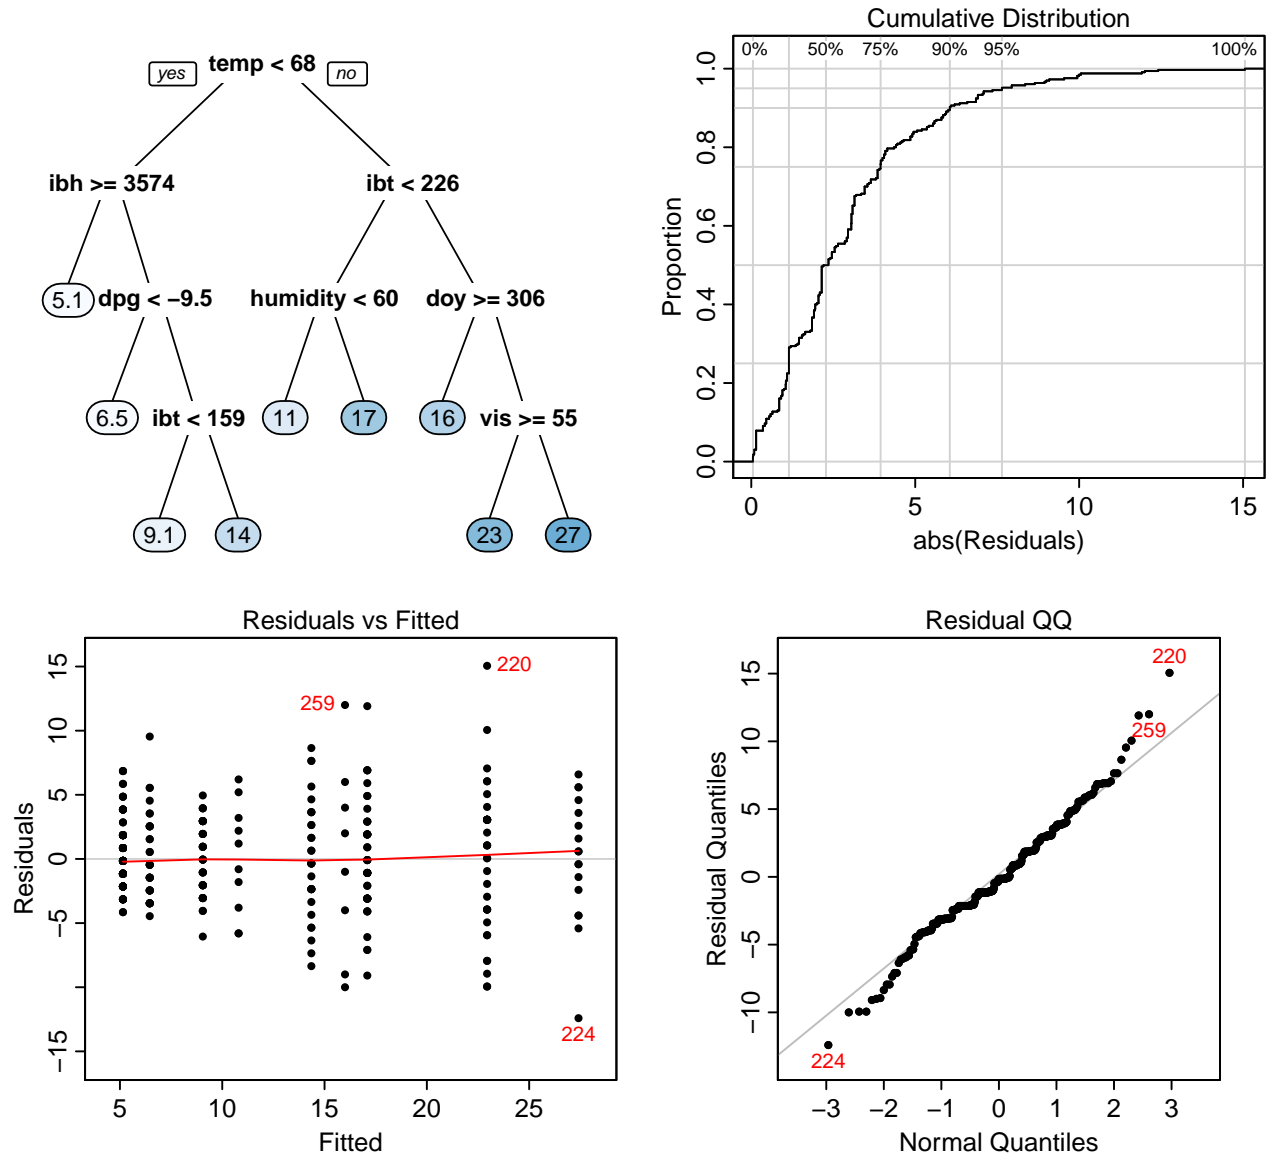 yes temp < 68 no
ibh >= 3574 ibt < 226
5.1 dpg < −9.5 humidity < 60 doy >= 306
6.5 ibt < 159 11 17 16 vis >= 55
9.1 14 23 27
Cumulative Distribution
0% 50% 75% 90% 95% 100%
1.0
0.8
0.6
0.4
0.2
0.0
Proportion
0 5 10 15
abs(Residuals)
Residuals vs Fitted
15
10
5
0
−5
−15
Residuals
220
259
224
5 10 15 20 25
Fitted
Residual QQ
15
10
5
0
−5
−10
Residual Quantiles
220
259
224
−3 −2 −1 0 1 2 3
Normal Quantiles